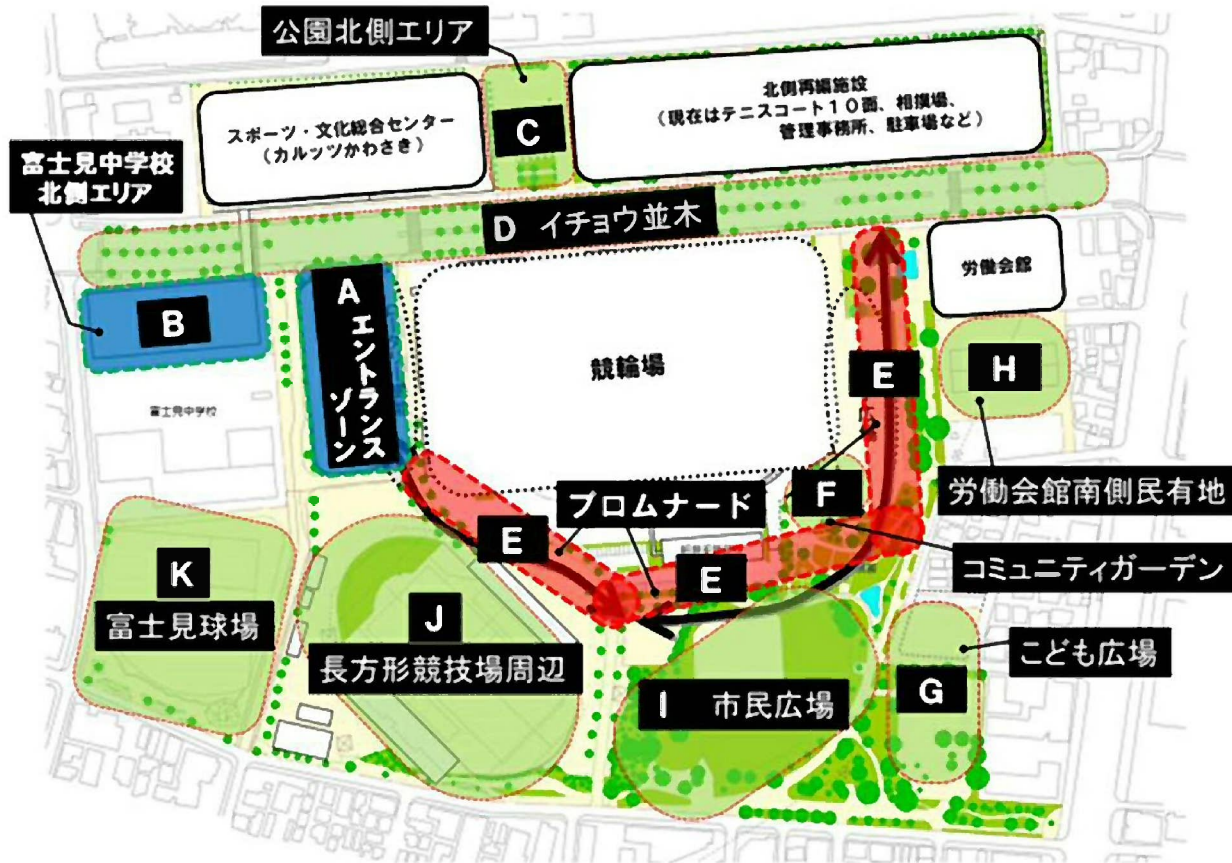 公園北側エリア
C
スポーツ・文化総合センター
(カルッツかわさき)
北側再編施設
(現在はテニスコート10面、相撲場、
管理事務所、駐車場など)
富士見中学校
北側エリア
D イチョウ並木
労働会館
A エントランス
ゾーン
B
競輪場
E
H
富士見中学校
労働会館南側民有地
F
プロムナード
E
E
コミュニティガーデン
K
富士見球場
J
長方形競技場周辺
こども広場
G
I 市民広場